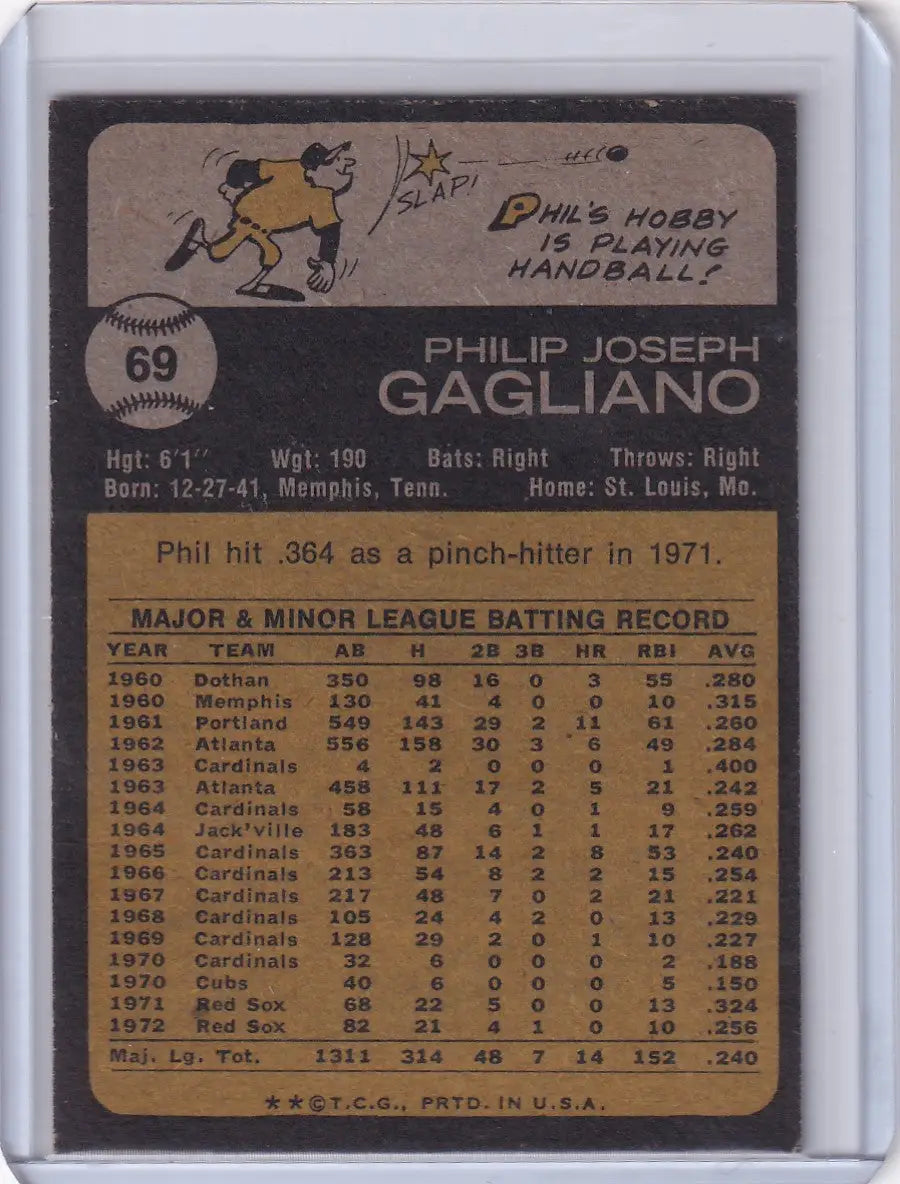 SLAP!
PHIL'S HOBBY
IS PLAYING
HANDBALL!
69
PHILIP JOSEPH
GAGLIANO
Hgt: 6'1" Wgt: 190 Bats: Right Throws: Right
Born: 12-27-41, Memphis, Tenn. Home: St. Louis, Mo.
Phil hit .364 as a pinch-hitter in 1971.
MAJOR & MINOR LEAGUE BATTING RECORD
YEAR TEAM AB H 2B 3B HR RBI AVG
1960 Dothan 350 98 16 0 3 55 .280
1960 Memphis 130 41 4 0 0 10 .315
1961 Portland 549 143 29 2 11 61 .260
1962 Atlanta 556 158 30 3 6 49 .284
1963 Cardinals 4 2 0 0 0 1 .400
1963 Atlanta 458 111 17 2 5 21 .242
1964 Cardinals 58 15 4 0 1 9 .259
1964 Jack'ville 183 48 6 1 1 17 .262
1965 Cardinals 363 87 14 2 8 53 .240
1966 Cardinals 213 54 8 2 2 15 .254
1967 Cardinals 217 48 7 0 2 21 .221
1968 Cardinals 105 24 4 2 0 13 .229
1969 Cardinals 128 29 2 0 1 10 .227
1970 Cardinals 32 6 0 0 0 2 .188
1970 Cubs 40 6 0 0 0 5 .150
1971 Red Sox 68 22 5 0 0 13 .324
1972 Red Sox 82 21 4 1 0 10 .256
Maj. Lg. Tot. 1311 314 48 7 14 152 .240
**©T.C.G., PRTD. IN U.S.A.